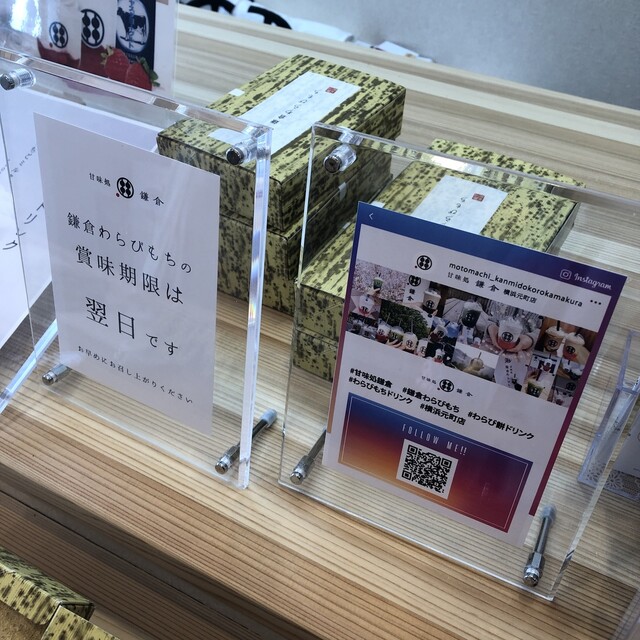 甘味処 鎌倉
鎌倉わらびもちの
賞味期限は
翌日です
お早めにお召し上がりください
motomachi_kanmidokorokamakura
甘味処 鎌倉 横浜元町店
Instagram
甘味処 鎌倉
#甘味処鎌倉 #鎌倉わらびもち #わらび餅ドリンク
#わらびもちドリンク #横浜元町店
FOLLOW ME!!